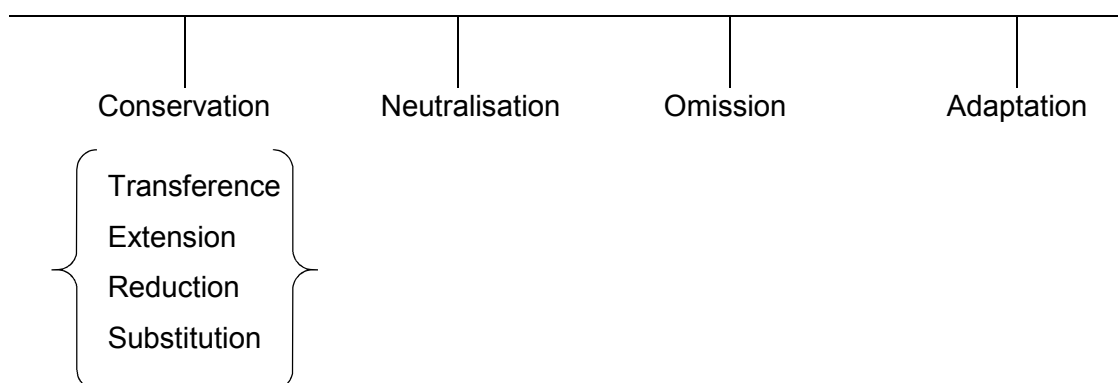 Conservation Neutralisation Omission Adaptation
Transference
Extension
Reduction
Substitution